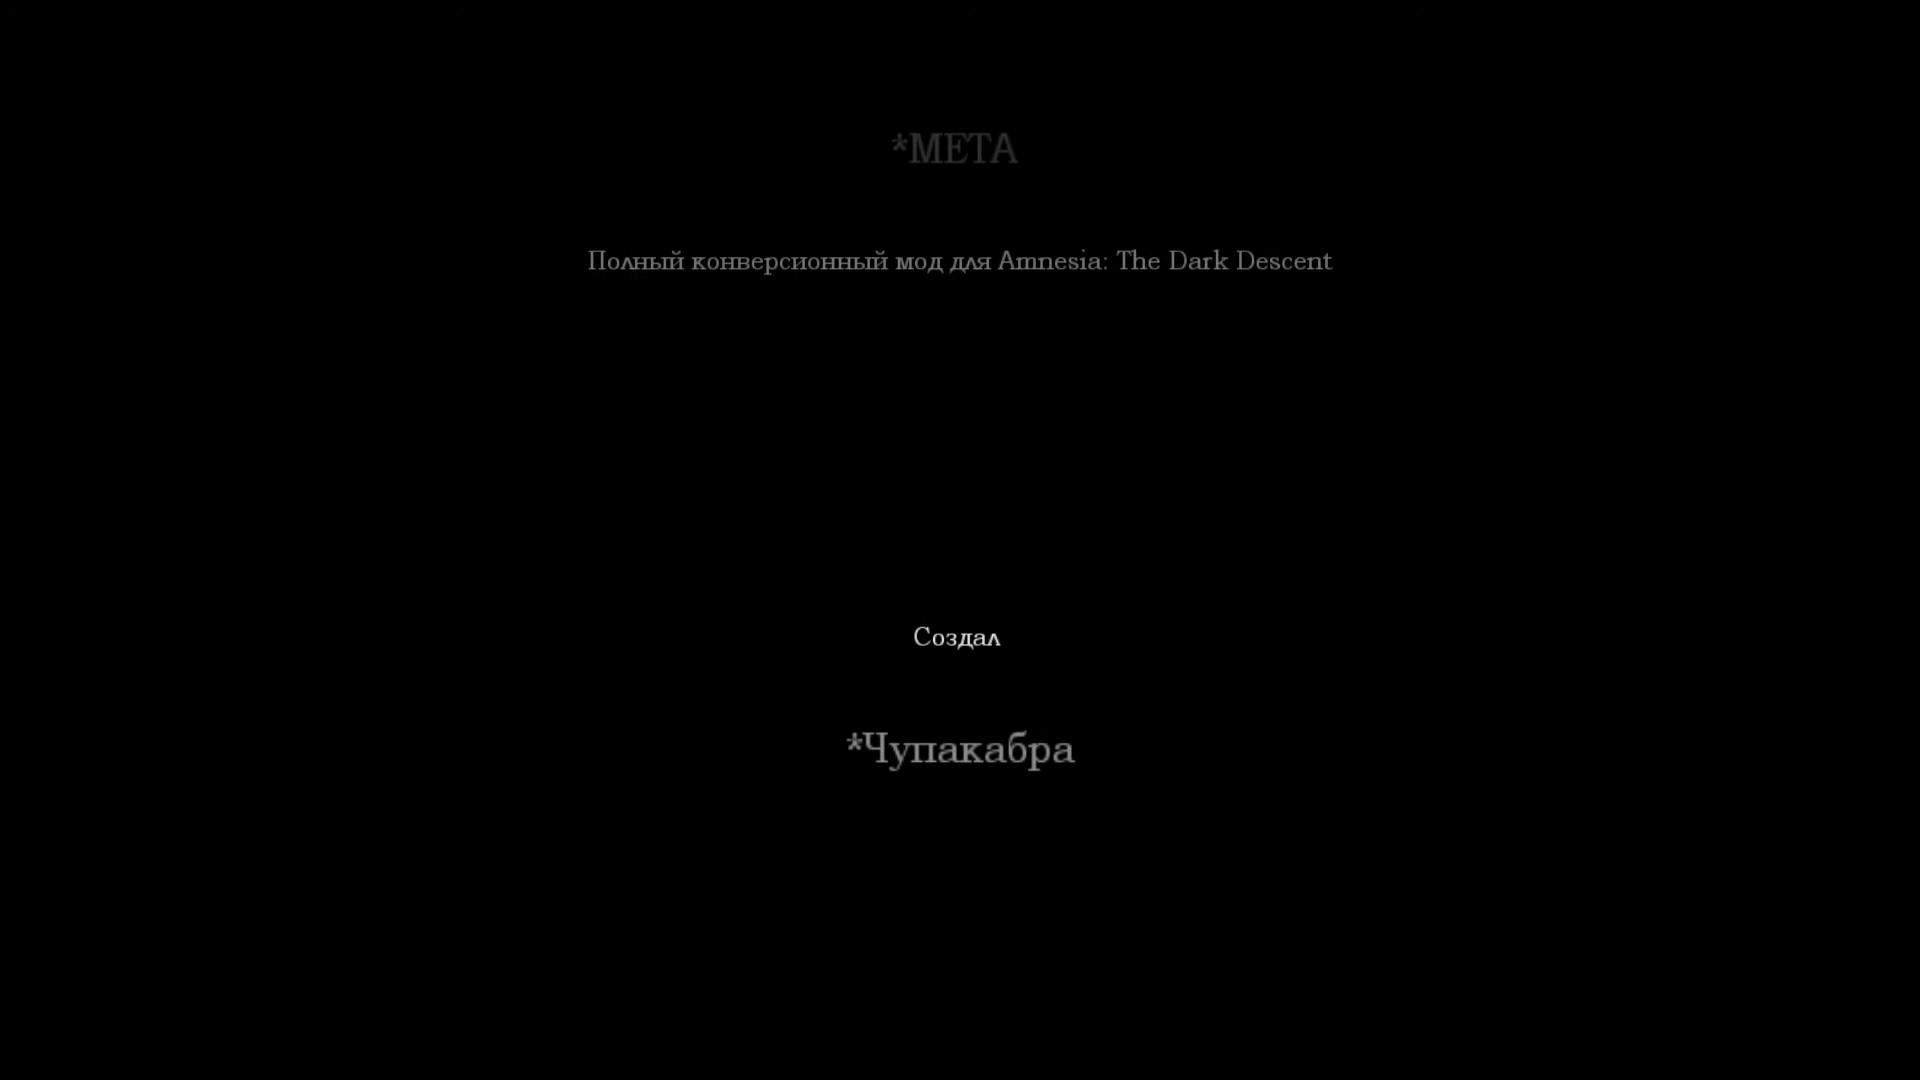 *МЕТА
Полный конверсионный мод для Amnesia: The Dark Descent
Создал
*Чупакабра